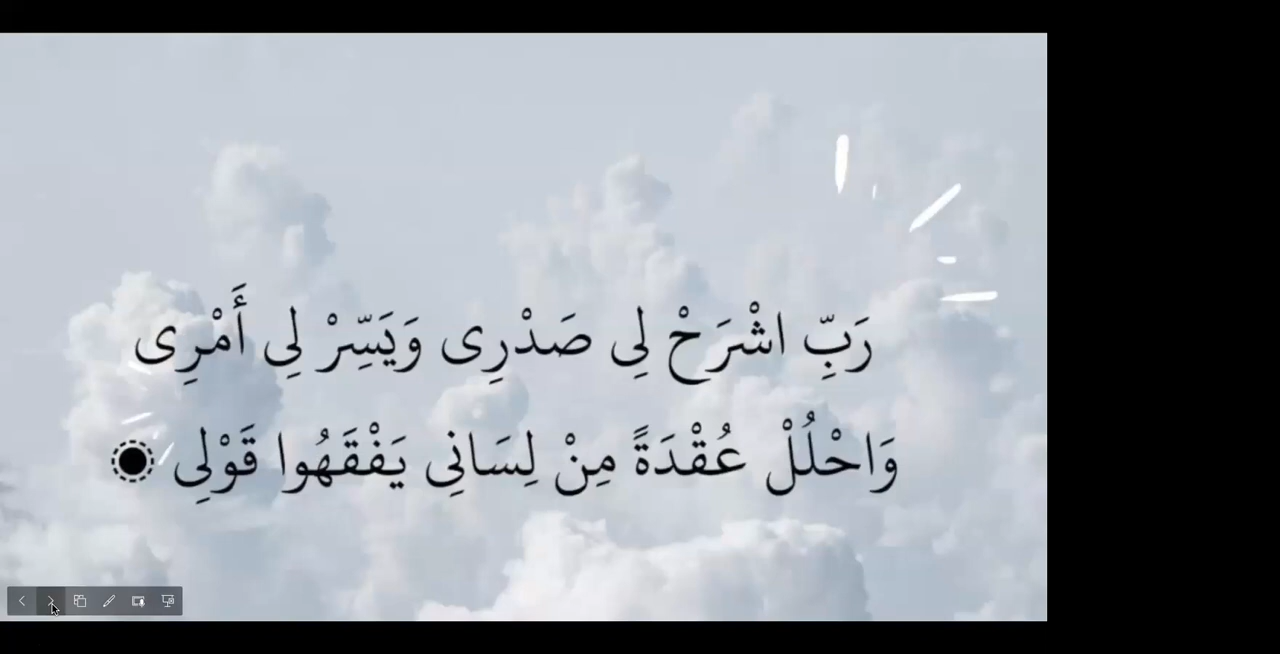 رَبِّ اشْرَحْ لِى صَدْرِى وَيَسِّرْ لِى أَمْرِى
وَاحْلُلْ عُقْدَةً مِنْ لِسَانِى يَفْقَهُوا قَوْلِى